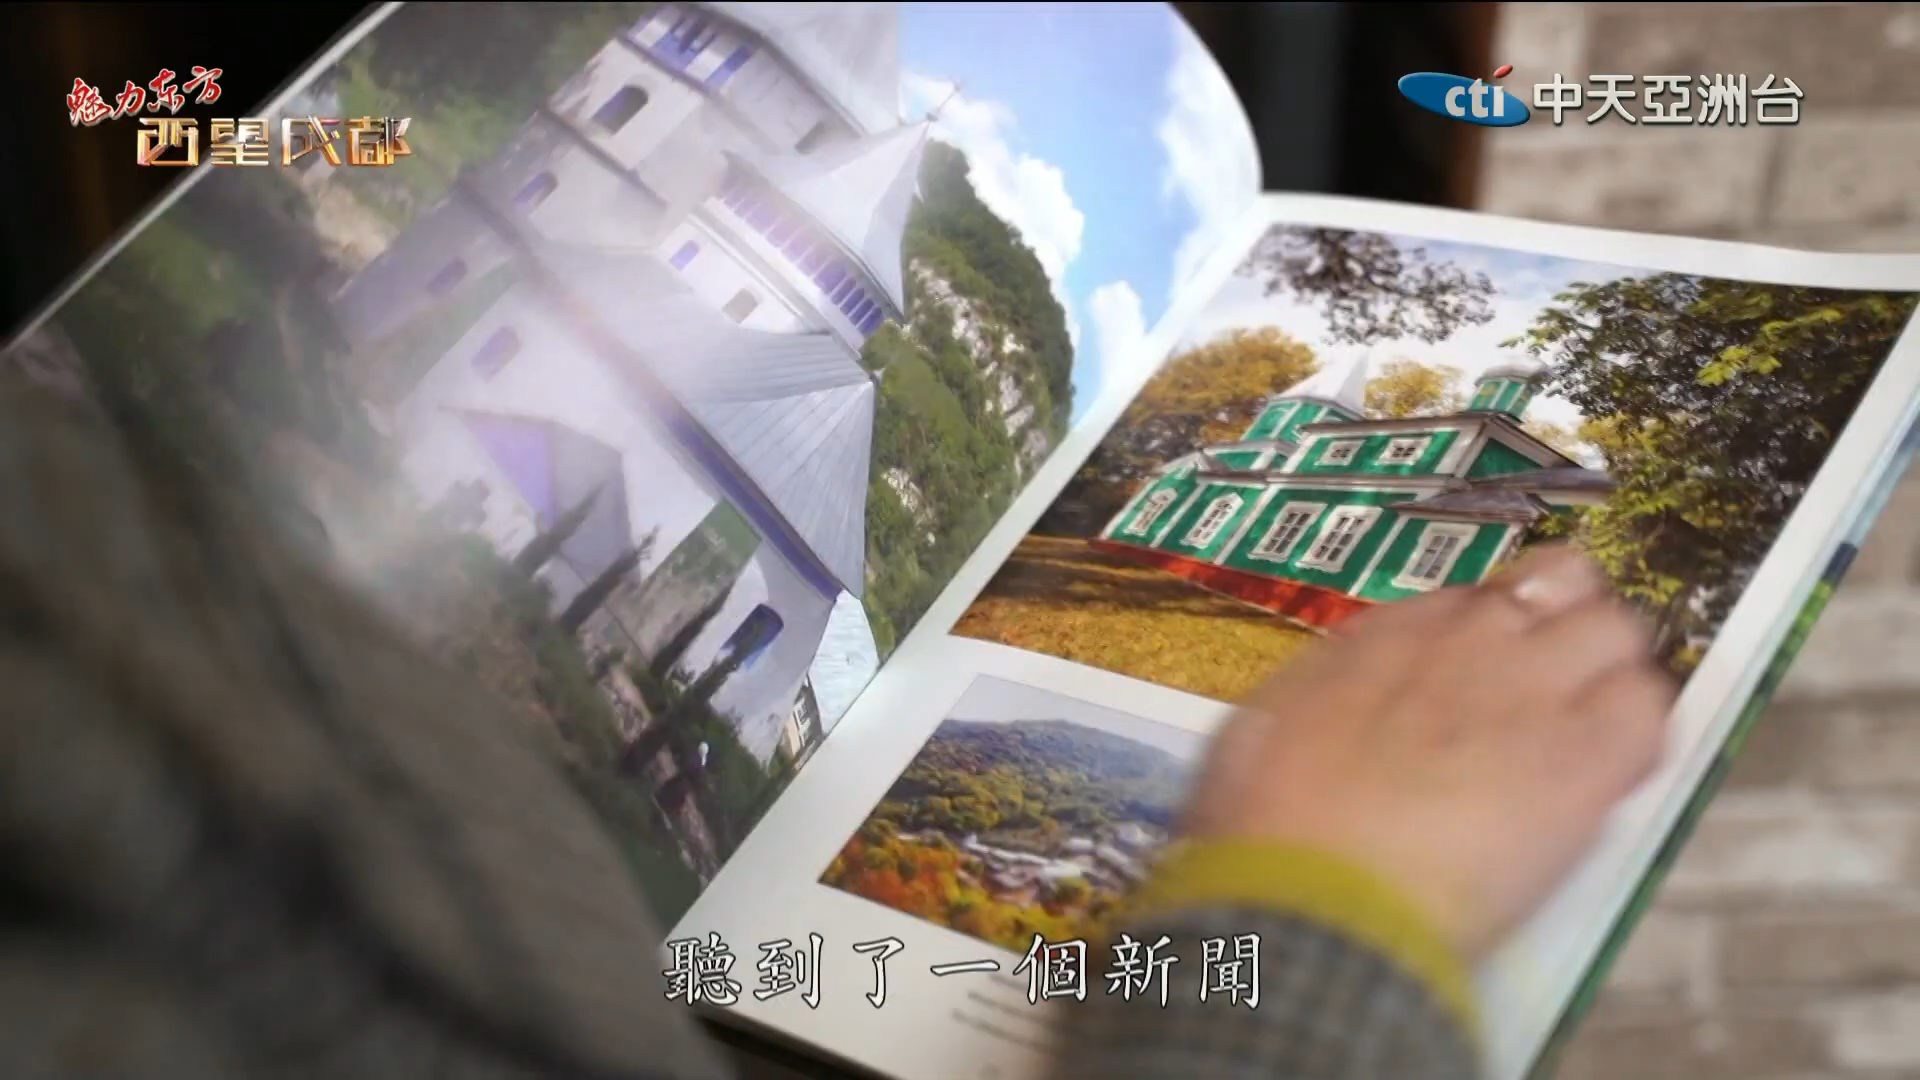 魅力东方
西望成都
cti 中天亞洲台
聽到了一個新聞